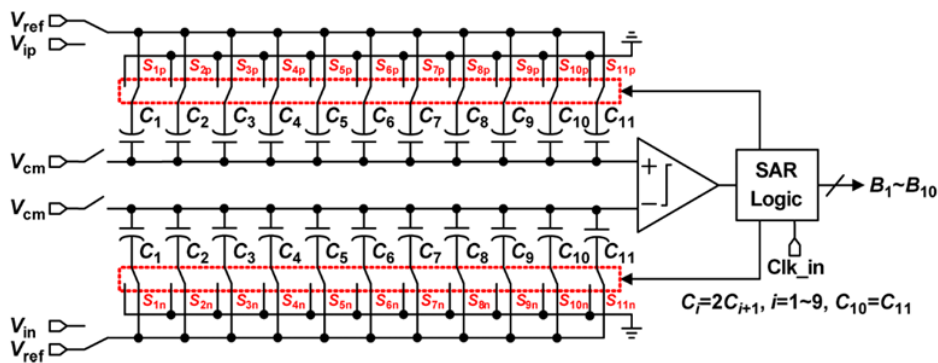 Vref
Vip
S1p S2p S3p S4p S5p S6p S7p S8p S9p S10p S11p
C1 C2 C3 C4 C5 C6 C7 C8 C9 C10 C11
Vcm
+
−
SAR
Logic
B1~B10
Vcm
C1 C2 C3 C4 C5 C6 C7 C8 C9 C10 C11
Clk_in
S1n S2n S3n S4n S5n S6n S7n S8n S9n S10n S11n
Ci=2Ci+1, i=1~9, C10=C11
Vin
Vref